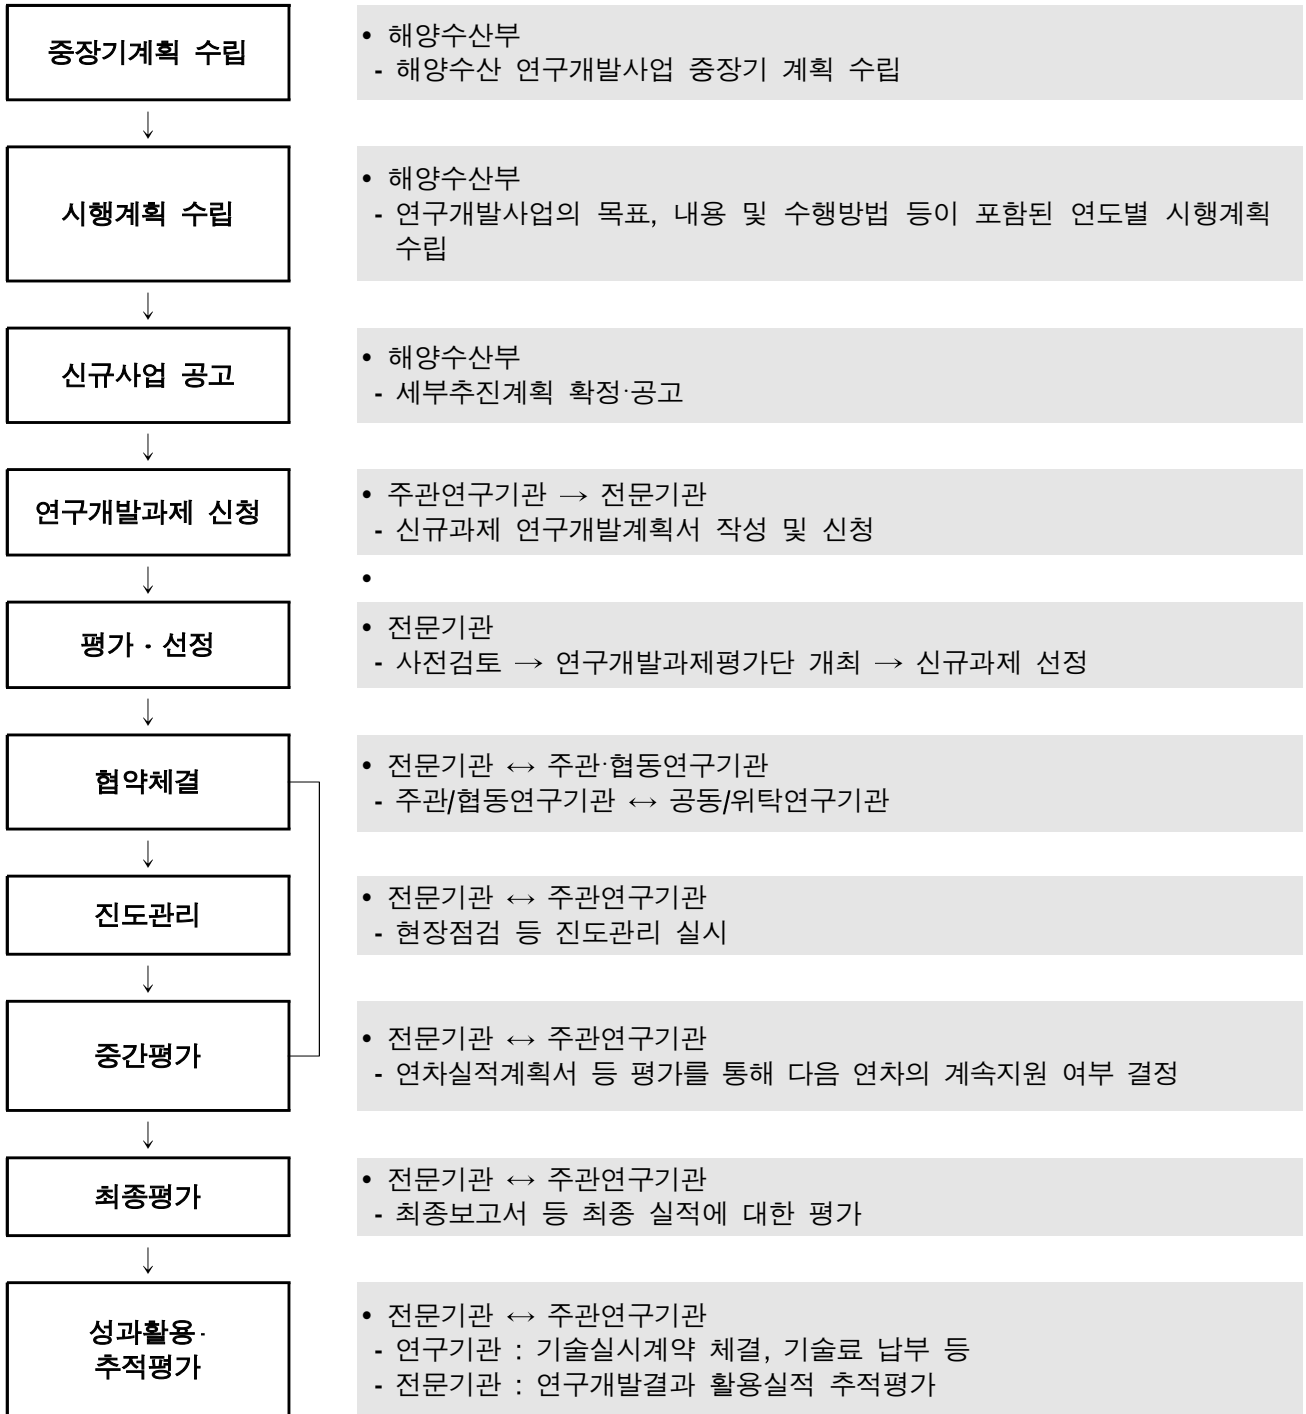 중장기계획 수립
• 해양수산부
- 해양수산 연구개발사업 중장기 계획 수립
↓
시행계획 수립
• 해양수산부
- 연구개발사업의 목표, 내용 및 수행방법 등이 포함된 연도별 시행계획
수립
↓
신규사업 공고
• 해양수산부
- 세부추진계획 확정·공고
↓
연구개발과제 신청
• 주관연구기관 → 전문기관
- 신규과제 연구개발계획서 작성 및 신청
↓
•
평가 · 선정
• 전문기관
- 사전검토 → 연구개발과제평가단 개최 → 신규과제 선정
↓
협약체결
• 전문기관 ↔ 주관·협동연구기관
- 주관/협동연구기관 ↔ 공동/위탁연구기관
↓
진도관리
• 전문기관 ↔ 주관연구기관
- 현장점검 등 진도관리 실시
↓
중간평가
• 전문기관 ↔ 주관연구기관
- 연차실적계획서 등 평가를 통해 다음 연차의 계속지원 여부 결정
↓
최종평가
• 전문기관 ↔ 주관연구기관
- 최종보고서 등 최종 실적에 대한 평가
↓
성과활용·
추적평가
• 전문기관 ↔ 주관연구기관
- 연구기관 : 기술실시계약 체결, 기술료 납부 등
- 전문기관 : 연구개발결과 활용실적 추적평가